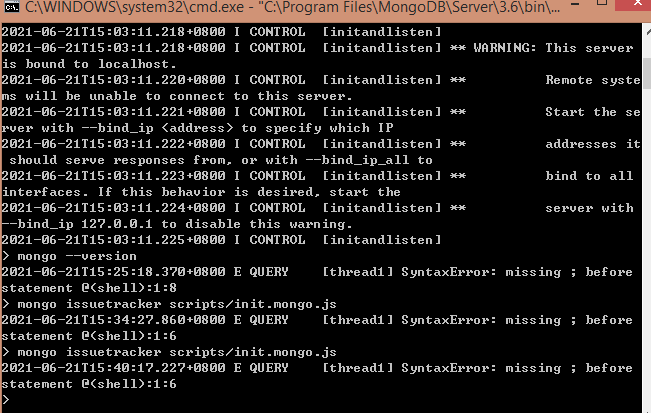 C:\WINDOWS\system32\cmd.exe - "C:\Program Files\MongoDB\Server\3.6\bin\...
2021-06-21T15:03:11.218+0800 I CONTROL  [initandlisten]
2021-06-21T15:03:11.218+0800 I CONTROL  [initandlisten] ** WARNING: This server
is bound to localhost.
2021-06-21T15:03:11.220+0800 I CONTROL  [initandlisten] **          Remote syste
ms will be unable to connect to this server.
2021-06-21T15:03:11.221+0800 I CONTROL  [initandlisten] **          Start the se
rver with --bind_ip <address> to specify which IP
2021-06-21T15:03:11.222+0800 I CONTROL  [initandlisten] **          addresses it
 should serve responses from, or with --bind_ip_all to
2021-06-21T15:03:11.223+0800 I CONTROL  [initandlisten] **          bind to all
interfaces. If this behavior is desired, start the
2021-06-21T15:03:11.224+0800 I CONTROL  [initandlisten] **          server with
--bind_ip 127.0.0.1 to disable this warning.
2021-06-21T15:03:11.225+0800 I CONTROL  [initandlisten]
> mongo --version
2021-06-21T15:25:18.370+0800 E QUERY    [thread1] SyntaxError: missing ; before
statement @(shell):1:8
> mongo issuetracker scripts/init.mongo.js
2021-06-21T15:34:27.860+0800 E QUERY    [thread1] SyntaxError: missing ; before
statement @(shell):1:6
> mongo issuetracker scripts/init.mongo.js
2021-06-21T15:40:17.227+0800 E QUERY    [thread1] SyntaxError: missing ; before
statement @(shell):1:6
>